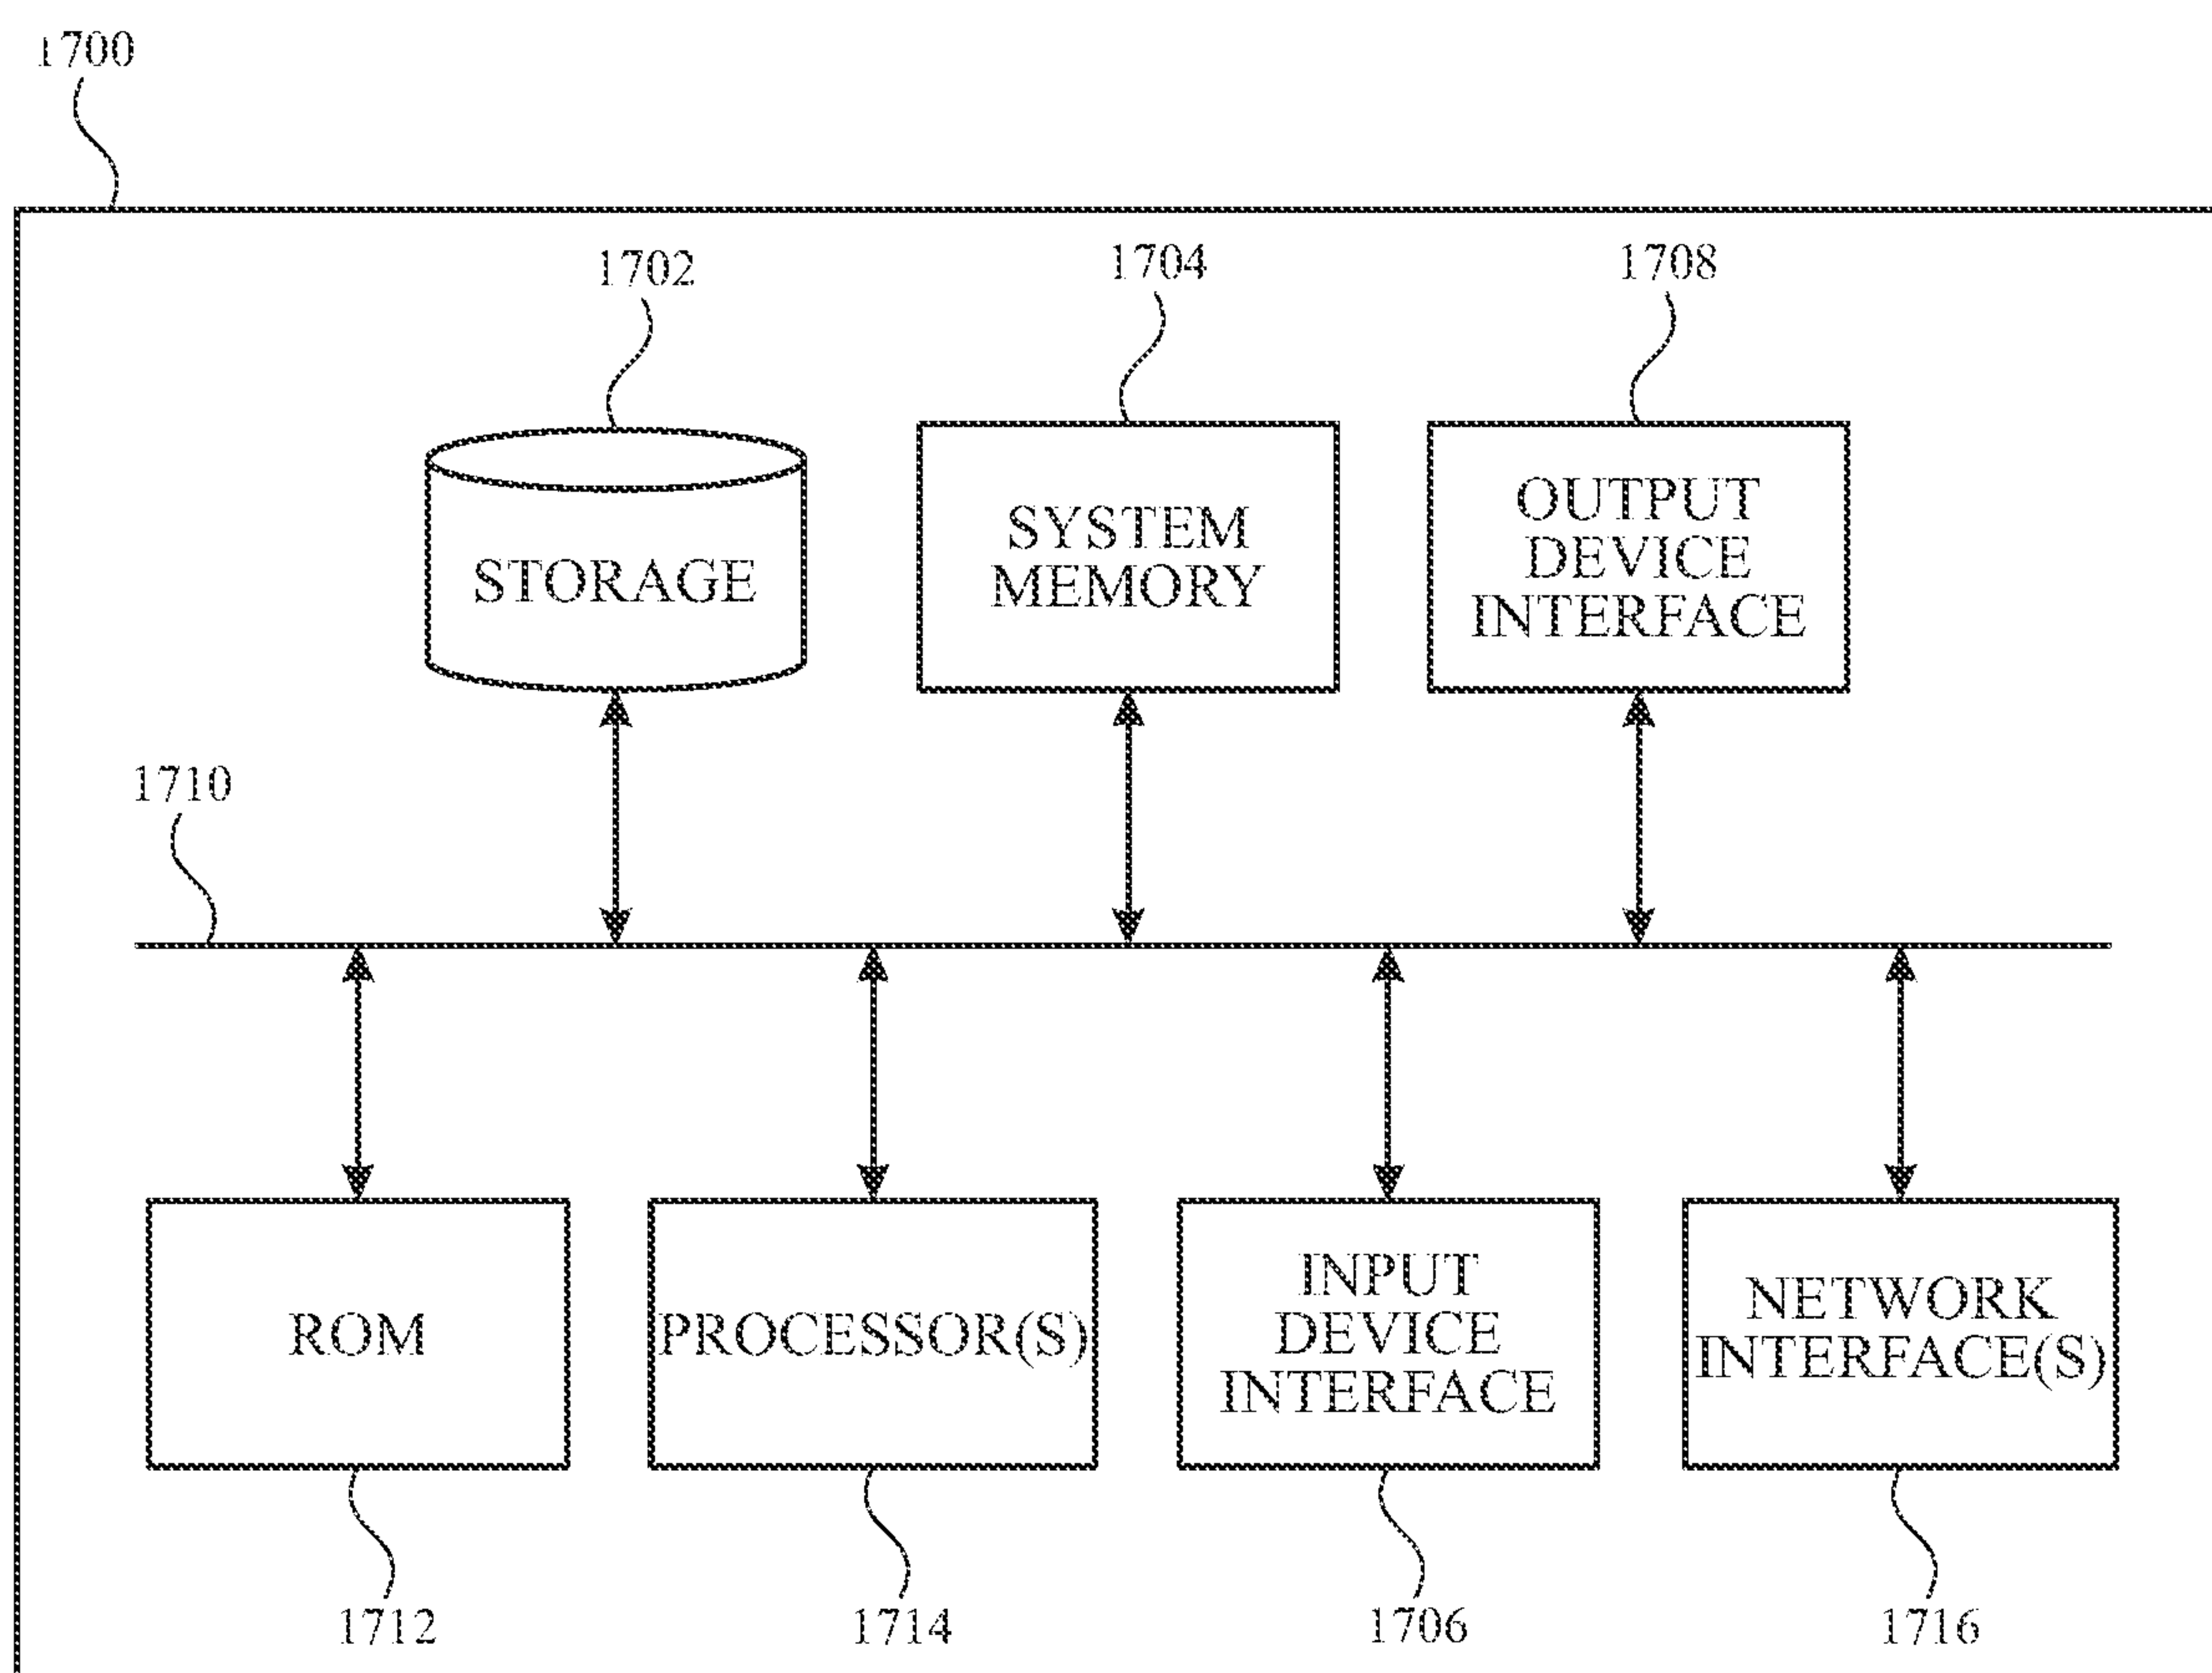 1700
1702
1704
1708
STORAGE
SYSTEM
MEMORY
OUTPUT
DEVICE
INTERFACE
1710
ROM
PROCESSOR(S)
INPUT
DEVICE
INTERFACE
NETWORK
INTERFACE(S)
1712
1714
1706
1716